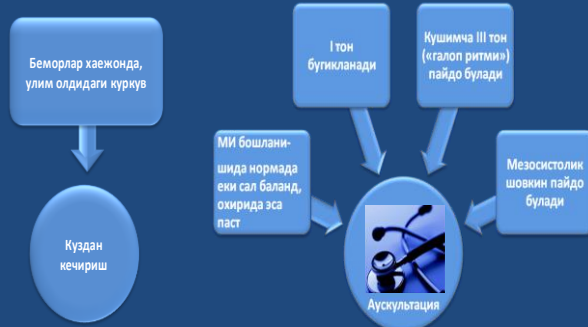 Беморлар хаежонда,
улим олдидаги куркув
Куздан
кечириш
I тон
бугикланади
Кушимча III тон
(«галоп ритми»)
пайдо булади
МИ бошлани-
шида нормада
еки сал баланд,
охирида эса
паст
Мезосистолик
шовкин пайдо
булади
Аускультация